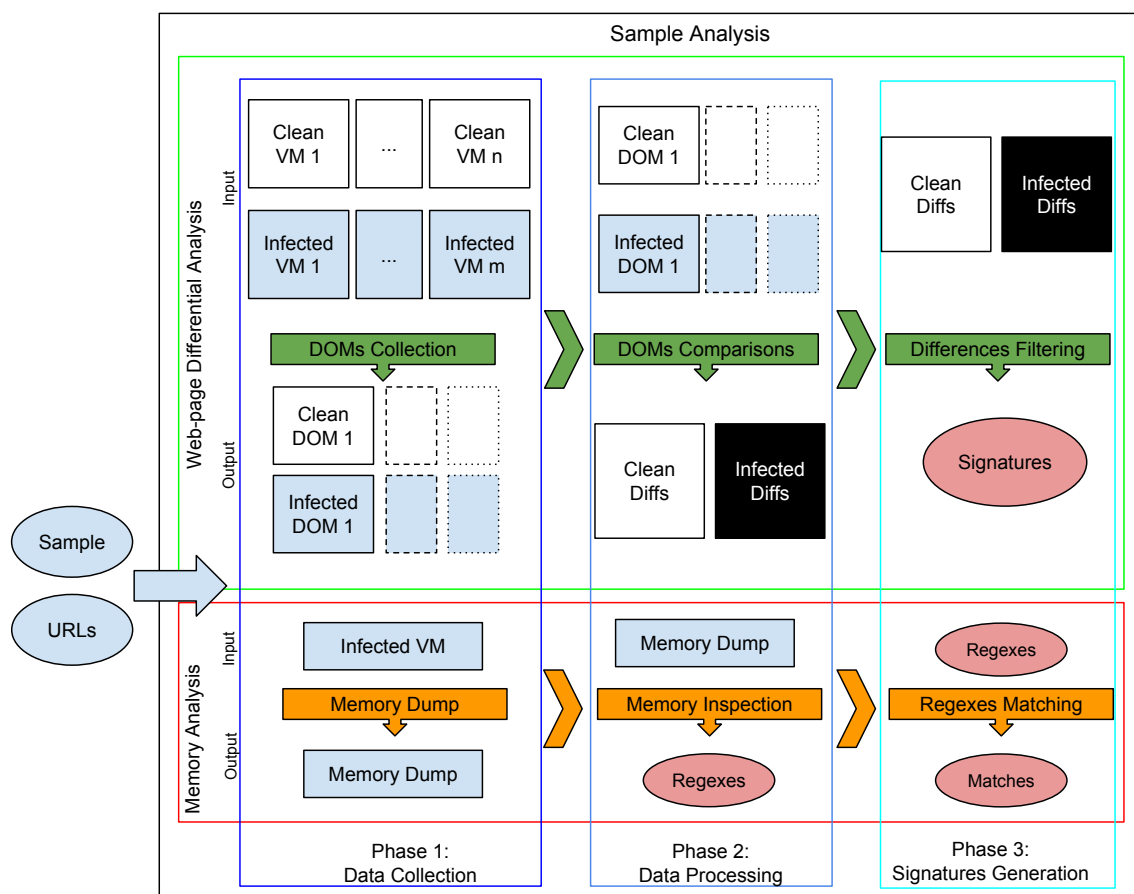 Sample Analysis
Web-page Differential Analysis
Input
Output
Clean
VM 1
...
Clean
VM n
Infected
VM 1
...
Infected
VM m
DOMs Collection
Clean
DOM 1
Infected
DOM 1
Clean
DOM 1
Infected
DOM 1
DOMs Comparisons
Clean
Diffs
Infected
Diffs
Clean
Diffs
Infected
Diffs
Differences Filtering
Signatures
Sample
URLs
Memory Analysis
Input
Output
Infected VM
Memory Dump
Memory Dump
Memory Dump
Memory Inspection
Regexes
Regexes
Regexes Matching
Matches
Phase 1:
Data Collection
Phase 2:
Data Processing
Phase 3:
Signatures Generation